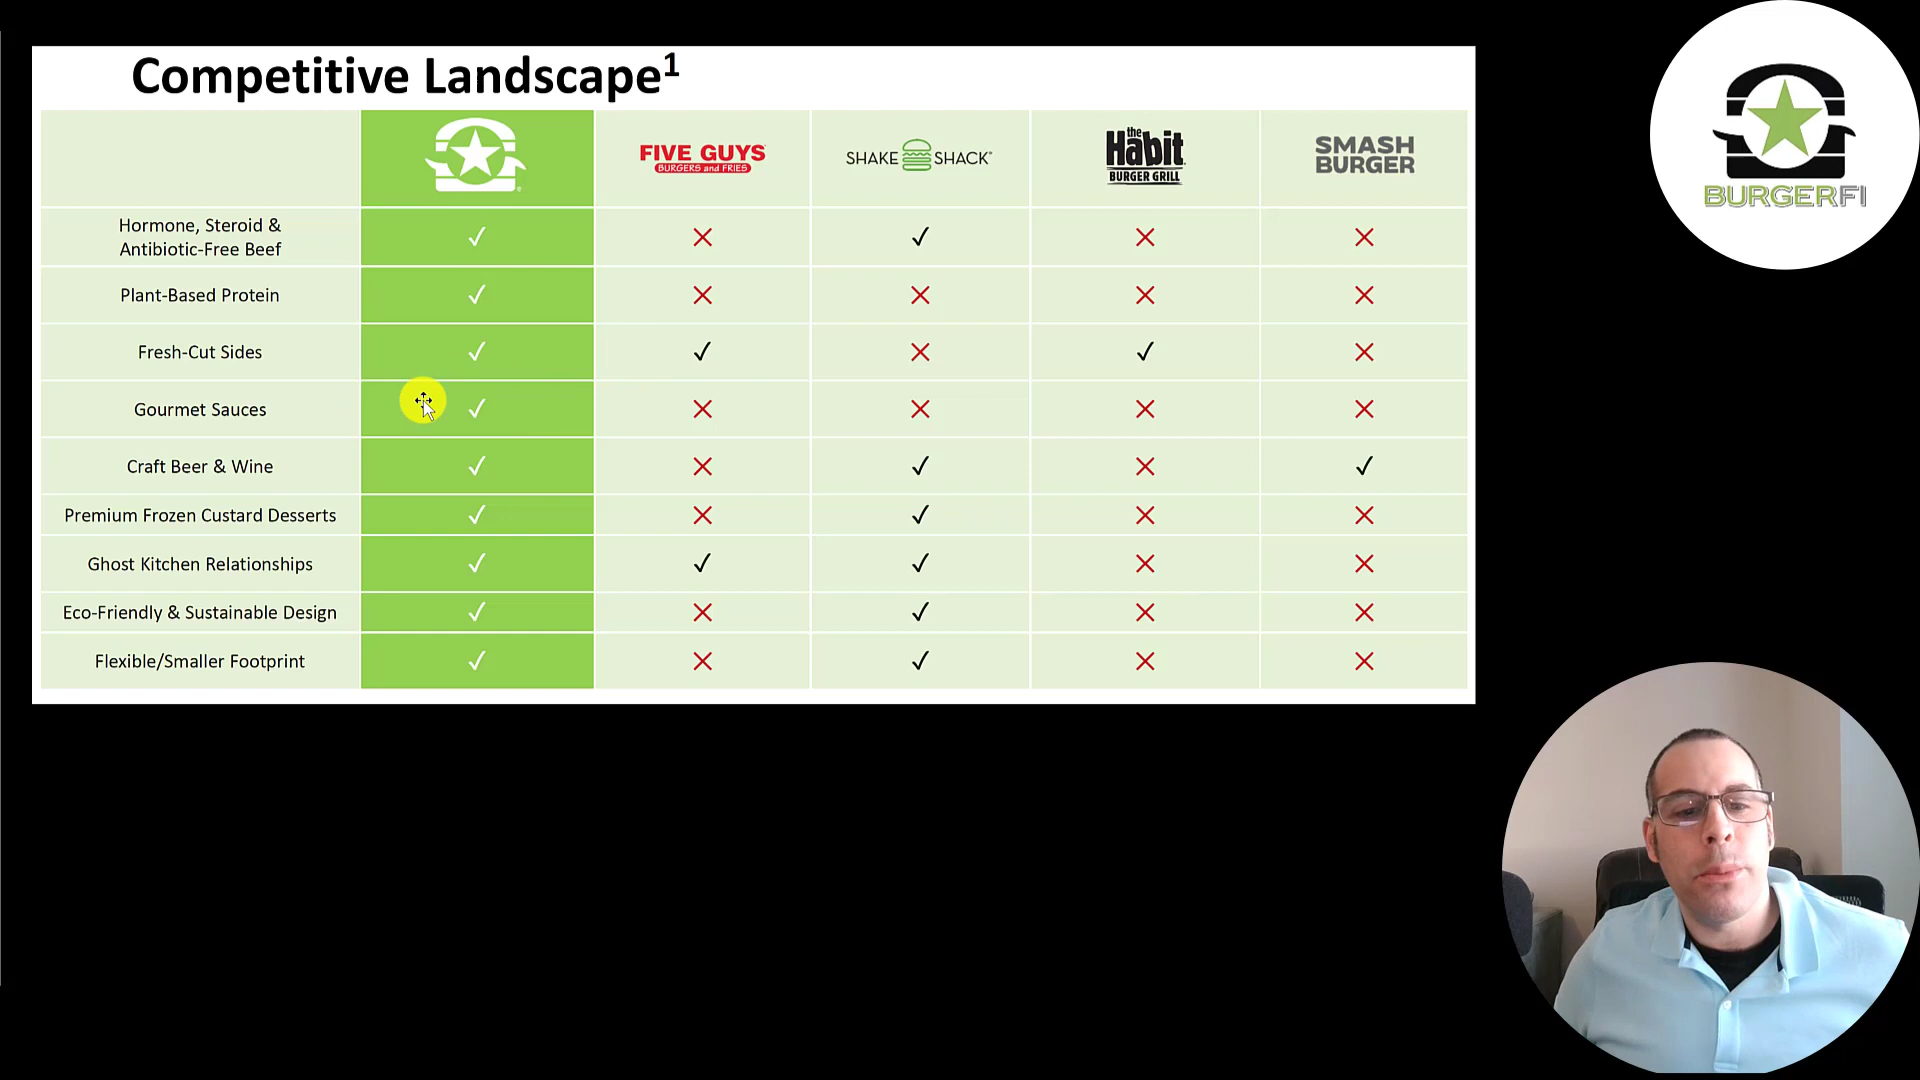 Competitive Landscape1
FIVE GUYS
BURGERS and FRIES
SHAKE SHACK
the
Habit
BURGER GRILL
SMASH
BURGER
BURGERFI
Hormone, Steroid &
Antibiotic-Free Beef
Plant-Based Protein
Fresh-Cut Sides
Gourmet Sauces
Craft Beer & Wine
Premium Frozen Custard Desserts
Ghost Kitchen Relationships
Eco-Friendly & Sustainable Design
Flexible/Smaller Footprint